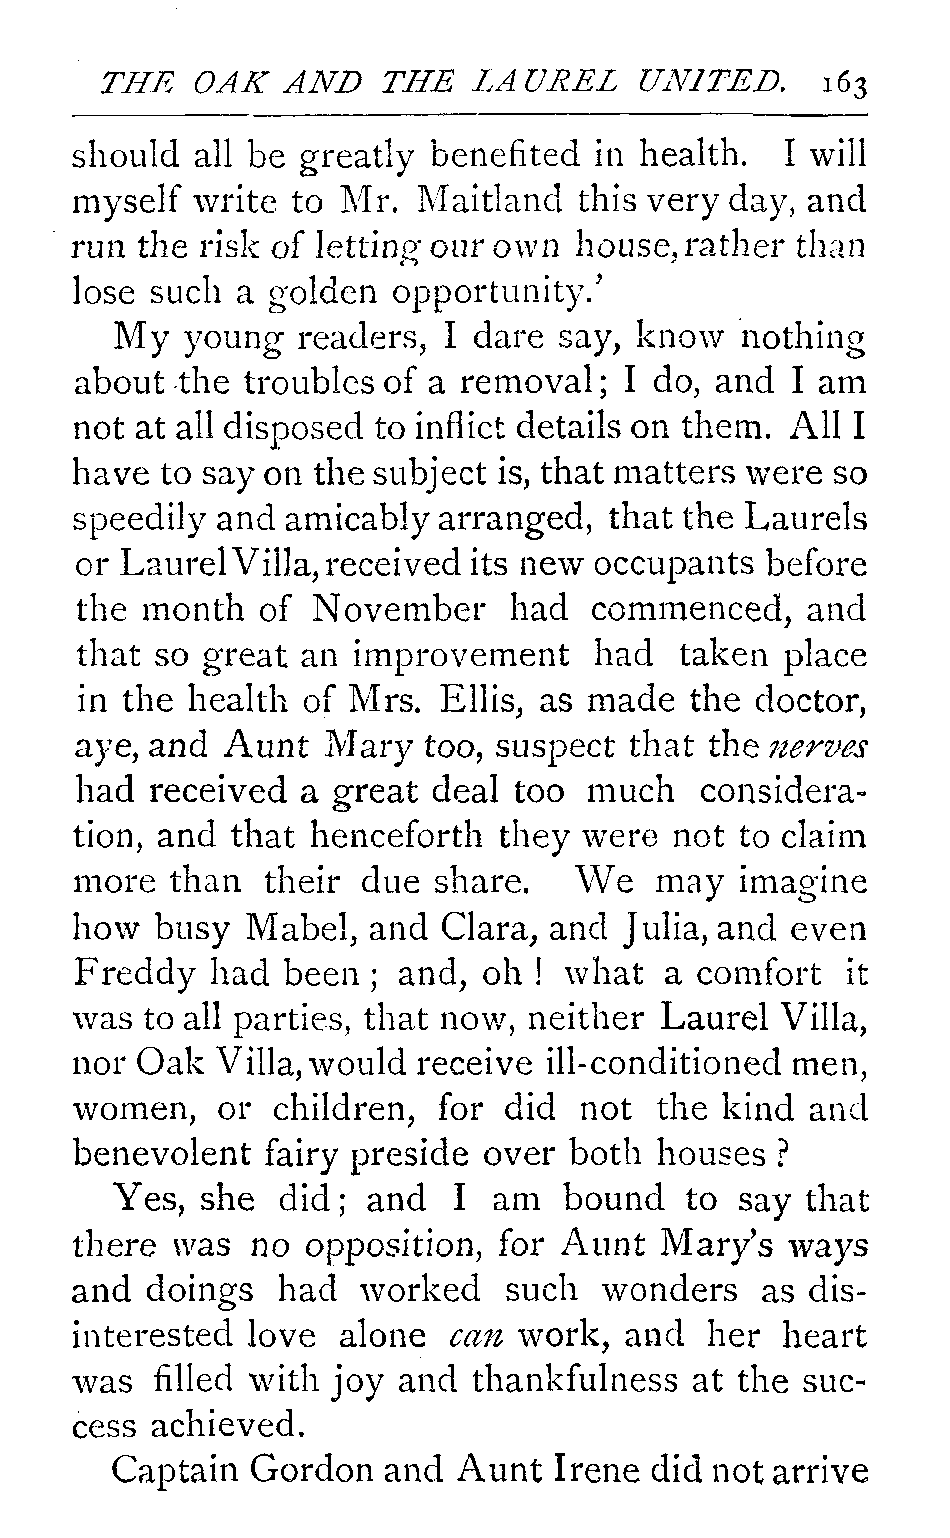 THE OAK AND THE LAUREL UNITED. 163
should all be greatly benefited in health. I will
myself write to Mr. Maitland this very day, and
run the risk of letting our own house, rather than
lose such a golden opportunity.'
My young readers, I dare say, know nothing
about the troubles of a removal; I do, and I am
not at all disposed to inflict details on them. All I
have to say on the subject is, that matters were so
speedily and amicably arranged, that the Laurels
or Laurel Villa, received its new occupants before
the month of November had commenced, and
that so great an improvement had taken place
in the health of Mrs. Ellis, as made the doctor,
aye, and Aunt Mary too, suspect that the nerves
had received a great deal too much considera-
tion, and that henceforth they were not to claim
more than their due share. We may imagine
how busy Mabel, and Clara, and Julia, and even
Freddy had been; and, oh! what a comfort it
was to all parties, that now, neither Laurel Villa,
nor Oak Villa, would receive ill-conditioned men,
women, or children, for did not the kind and
benevolent fairy preside over both houses?
Yes, she did; and I am bound to say that
there was no opposition, for Aunt Mary's ways
and doings had worked such wonders as dis-
interested love alone can work, and her heart
was filled with joy and thankfulness at the suc-
cess achieved.
Captain Gordon and Aunt Irene did not arrive